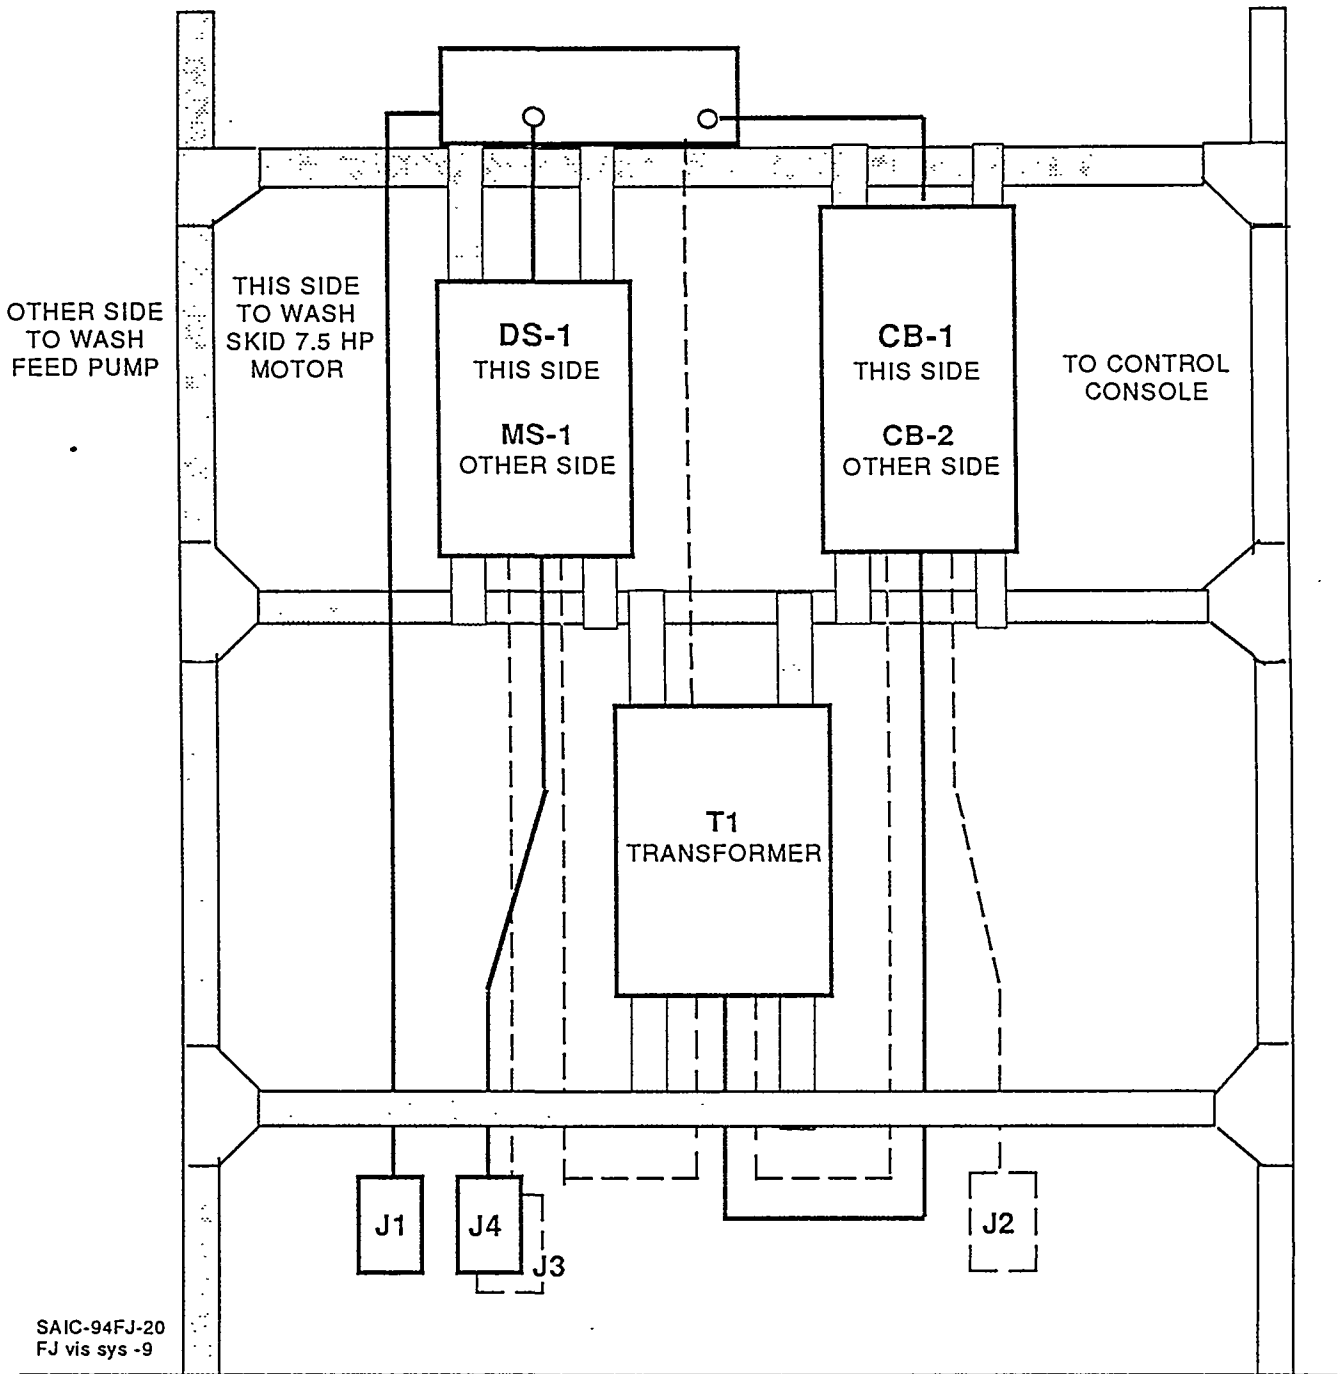 OTHER SIDE
TO WASH
FEED PUMP
THIS SIDE
TO WASH
SKID 7.5 HP
MOTOR
DS-1
THIS SIDE
MS-1
OTHER SIDE
CB-1
THIS SIDE
CB-2
OTHER SIDE
TO CONTROL
CONSOLE
T1
TRANSFORMER
J1
J4
J3
J2
SAIC-94FJ-20
FJ vis sys -9